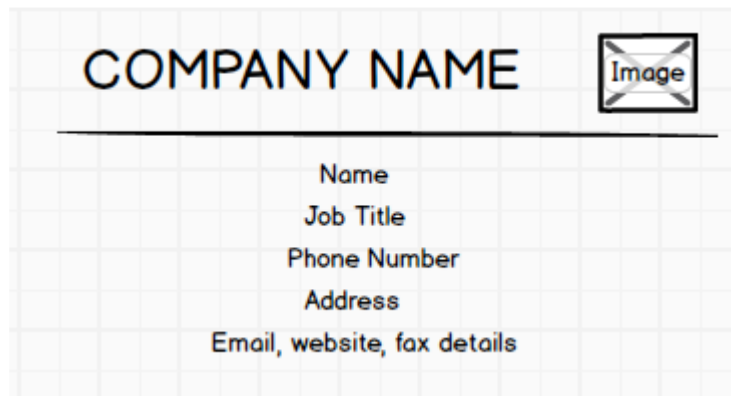 COMPANY NAME
Image
Name
Job Title
Phone Number
Address
Email, website, fax details